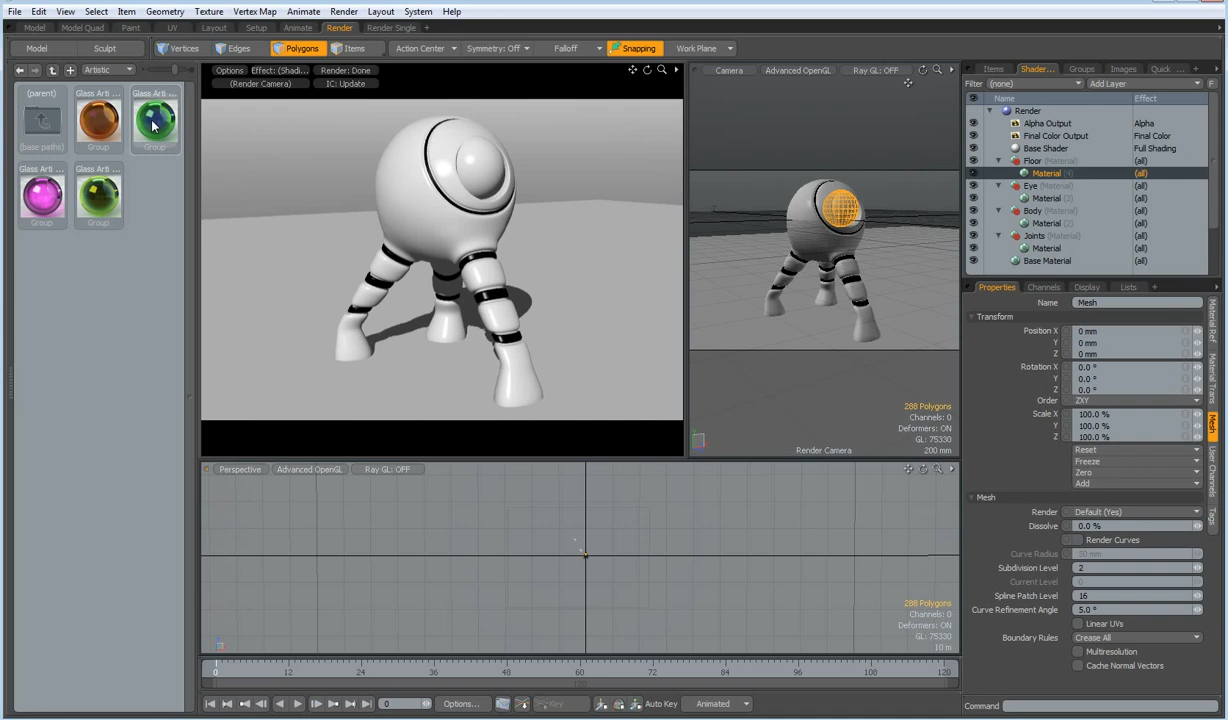 File Edit View Select Item Geometry Texture Vertex Map Animate Render Layout System Help
Model Model Quad Paint UV Layout Setup Animate Render Render Single +
Model Sculpt Vertices Edges Polygons Items Action Center Symmetry: Off Falloff Snapping Work Plane
Artistic
(parent) Glass Arti ... Glass Arti ...
(base paths) Group Group
Glass Arti ... Glass Arti ...
Group Group
Options Effect: (Shadi... Render: Done
(Render Camera) IC: Update
Camera Advanced OpenGL Ray GL: OFF
288 Polygons
Channels: 0
Deformers: ON
GL: 75330
Render Camera 200 mm
Perspective Advanced OpenGL Ray GL: OFF
288 Polygons
Channels: 0
Deformers: ON
GL: 75330
10 m
0 12 24 36 48 60 72 84 96 108 120
120
0 Options... Key Auto Key Animated
Items Shader... Groups Images Quick ... +
Filter (none) Add Layer F
Name Effect
Render
Alpha Output Alpha
Final Color Output Final Color
Base Shader Full Shading
Floor (Material) (all)
Material (4) (all)
Eye (Material) (all)
Material (3) (all)
Body (Material) (all)
Material (2) (all)
Joints (Material) (all)
Material (all)
Base Material (all)
Properties Channels Display Lists +
Name Mesh
Transform
Position X 0 mm
Y 0 mm
Z 0 mm
Rotation X 0.0 °
Y 0.0 °
Z 0.0 °
Order ZXY
Scale X 100.0 %
Y 100.0 %
Z 100.0 %
Reset
Freeze
Zero
Add
Mesh
Render Default (Yes)
Dissolve 0.0 %
Render Curves
Curve Radius 50 mm
Subdivision Level 2
Current Level 0
Spline Patch Level 16
Curve Refinement Angle 5.0 °
Linear UVs
Boundary Rules Crease All
Multiresolution
Cache Normal Vectors
Material Ref
Material Trans
Mesh
User Channels
Tags
Command